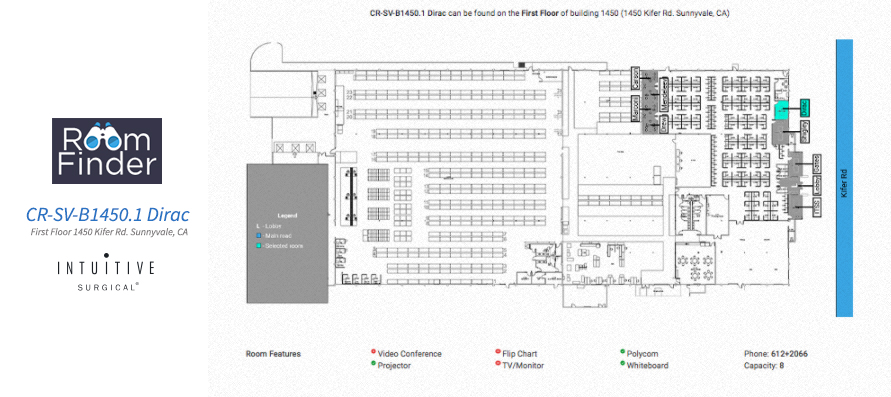 CR-SV-B1450.1 Dirac can be found on the First Floor of building 1450 (1450 Kifer Rd. Sunnyvale, CA)
Room
Finder
CR-SV-B1450.1 Dirac
First Floor 1450 Kifer Rd. Sunnyvale, CA
INTUITIVE
SURGICAL®
Legend
Main road
Selected room
Dirac
Kifer Rd
Room Features
Video Conference
Flip Chart
Polycom
Phone: 612+2066
Projector
TV/Monitor
Whiteboard
Capacity: 8